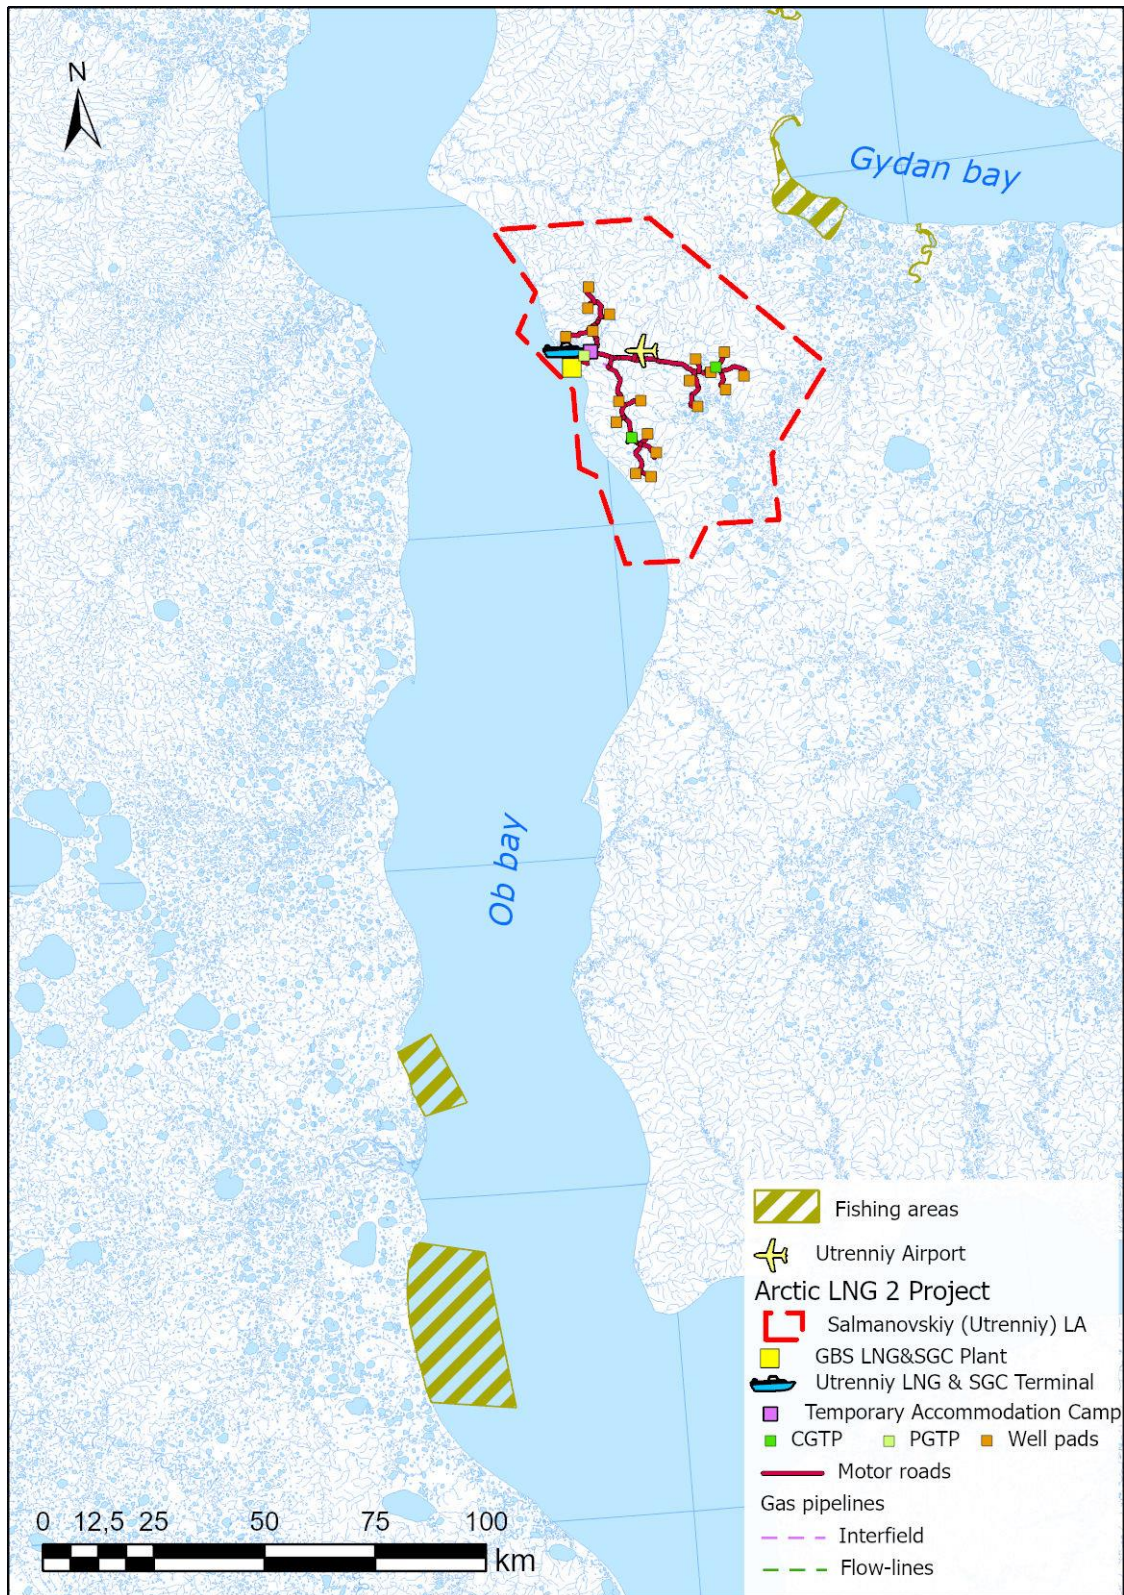 N
Gydan bay
Ob bay
Fishing areas
Utrenniy Airport
Arctic LNG 2 Project
Salmanovskiy (Utrenniy) LA
GBS LNG&SGC Plant
Utrenniy LNG & SGC Terminal
Temporary Accommodation Camp
CGTP PGTP Well pads
Motor roads
Gas pipelines
Interfield
Flow-lines
0 12,5 25 50 75 100
km